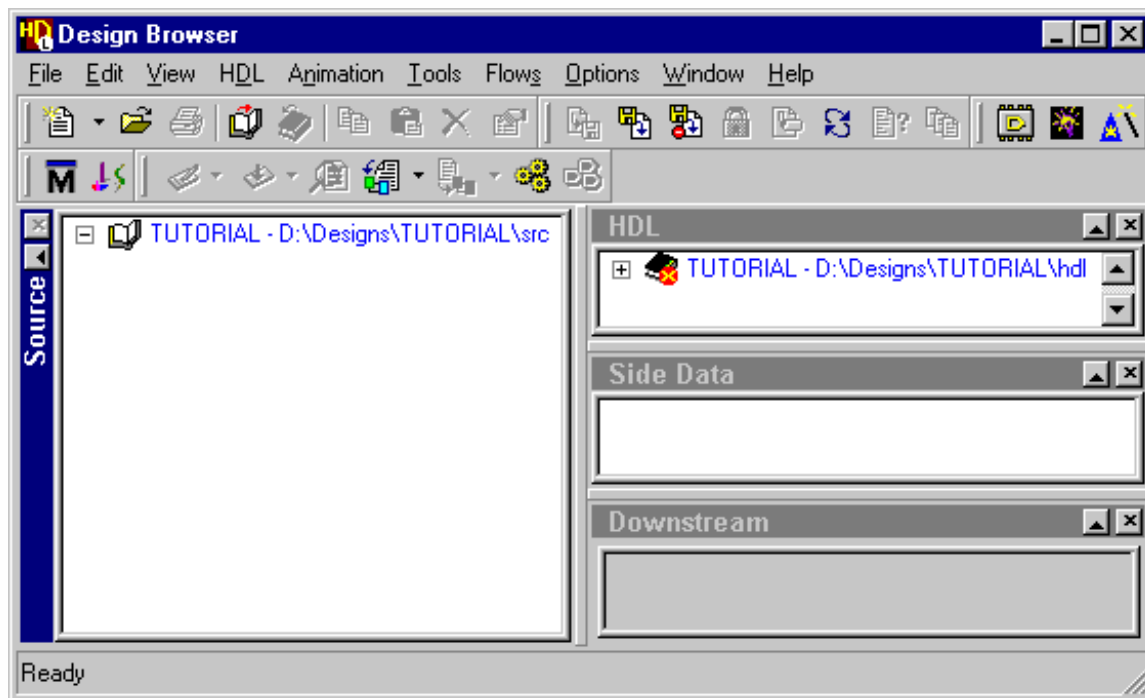 Design Browser
File Edit View HDL Animation Tools Flows Options Window Help
Source
TUTORIAL - D:\Designs\TUTORIAL\src
HDL
TUTORIAL - D:\Designs\TUTORIAL\hdl
Side Data
Downstream
Ready